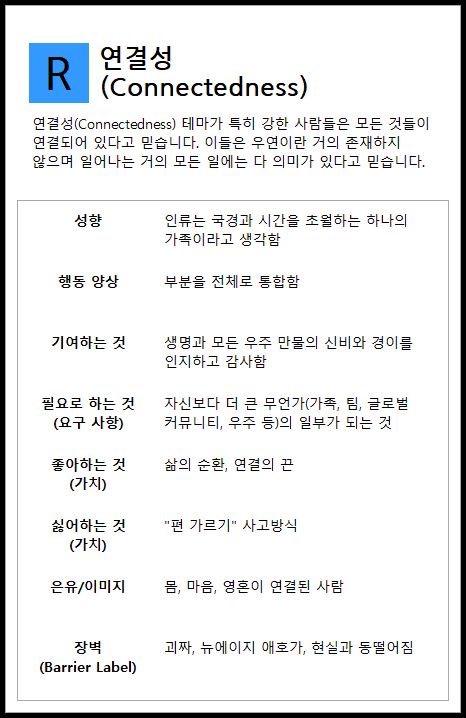 R
연결성
(Connectedness)
연결성(Connectedness) 테마가 특히 강한 사람들은 모든 것들이
연결되어 있다고 믿습니다. 이들은 우연이란 거의 존재하지
않으며 일어나는 거의 모든 일에는 다 의미가 있다고 믿습니다.
성향
인류는 국경과 시간을 초월하는 하나의
가족이라고 생각함
행동 양상
부분을 전체로 통합함
기여하는 것
생명과 모든 우주 만물의 신비와 경이를
인지하고 감사함
필요로 하는 것
(요구 사항)
자신보다 더 큰 무언가(가족, 팀, 글로벌
커뮤니티, 우주 등)의 일부가 되는 것
좋아하는 것
(가치)
삶의 순환, 연결의 끈
싫어하는 것
(가치)
"편 가르기" 사고방식
은유/이미지
몸, 마음, 영혼이 연결된 사람
장벽
(Barrier Label)
괴짜, 뉴에이지 애호가, 현실과 동떨어짐